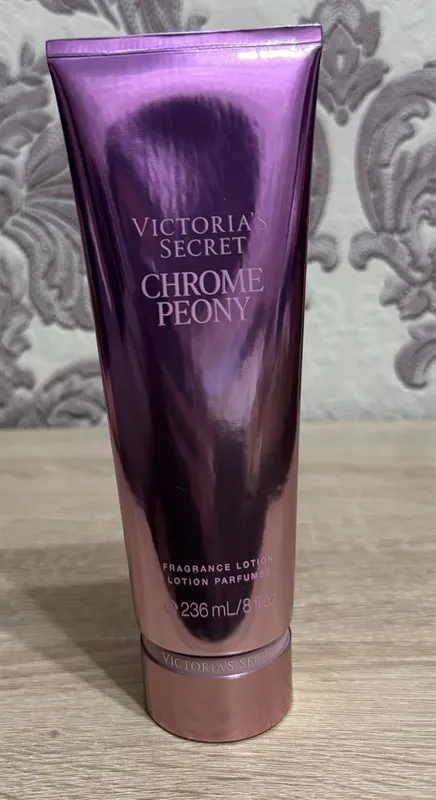 VICTORIA'S
SECRET
CHROME
PEONY
FRAGRANCE LOTION
LOTION PARFUMÉE
℮ 236 mL/8 fl oz
VICTORIA'S SECRET